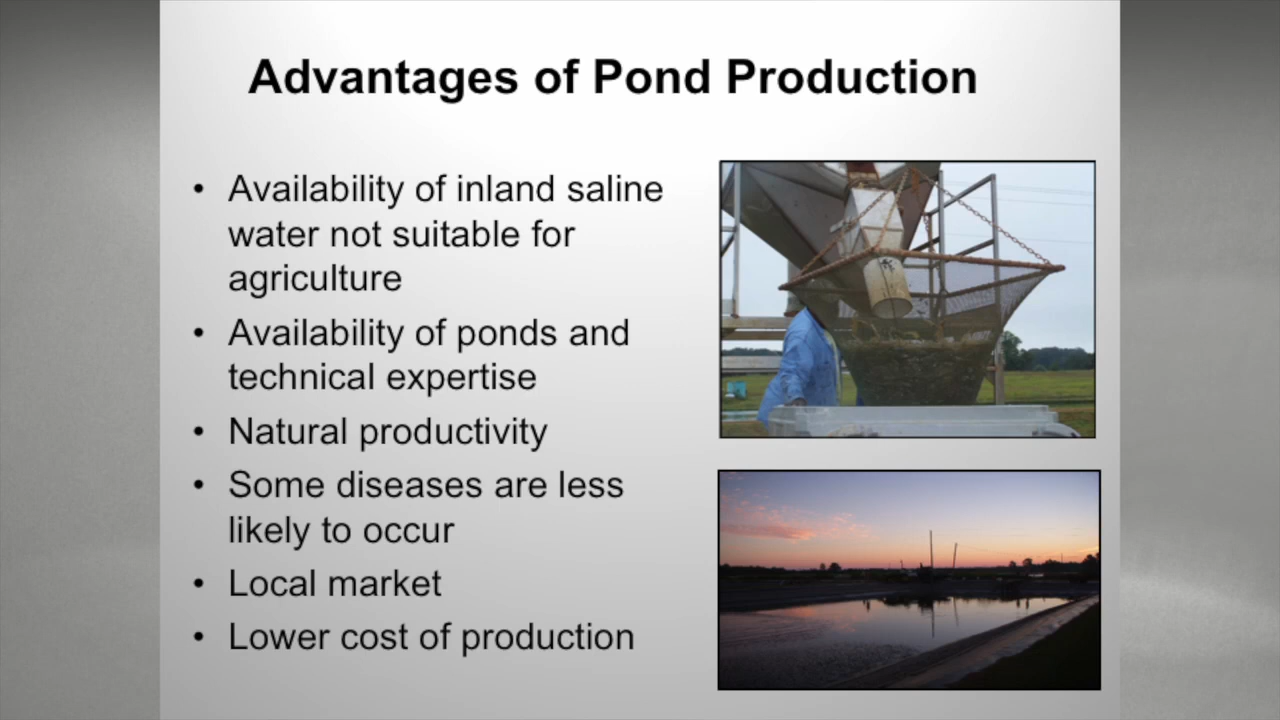 Advantages of Pond Production
• Availability of inland saline
water not suitable for
agriculture
• Availability of ponds and
technical expertise
• Natural productivity
• Some diseases are less
likely to occur
• Local market
• Lower cost of production